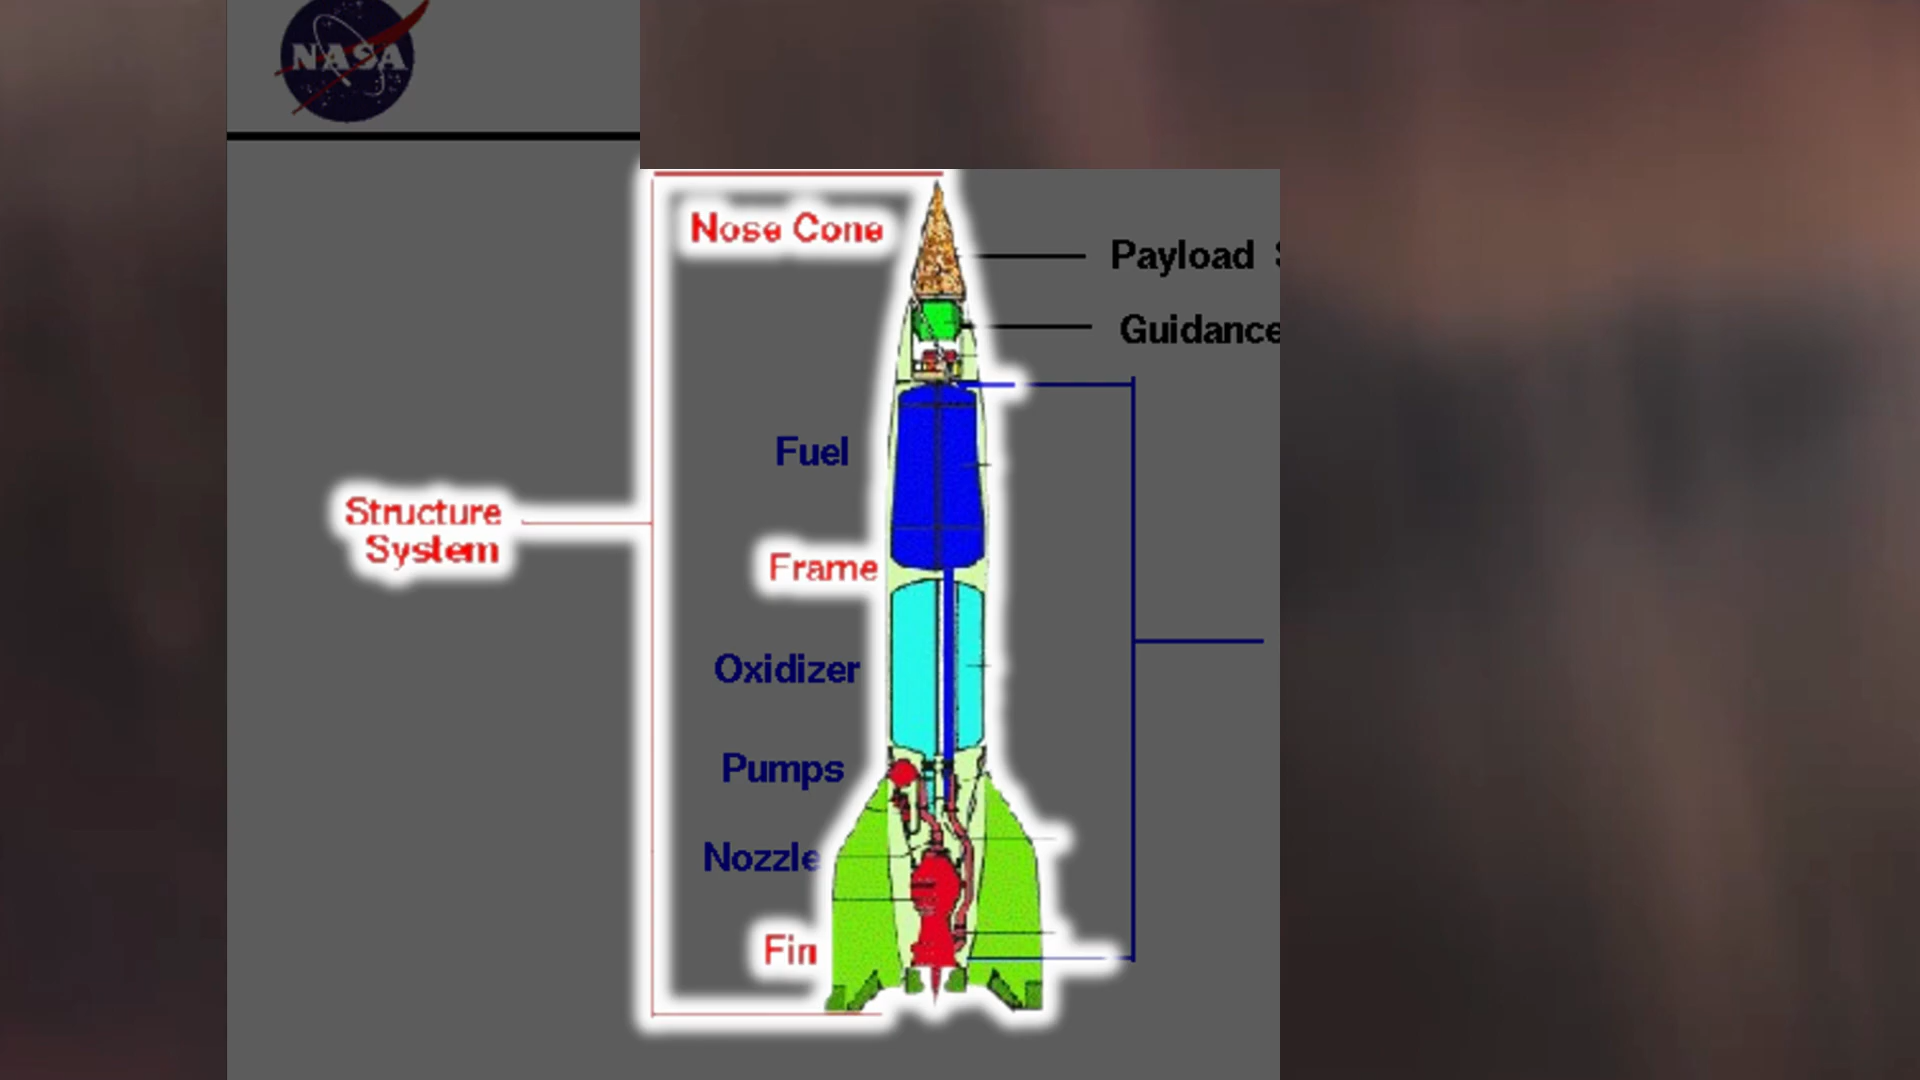 NASA
Nose Cone
Payload
Guidance
Fuel
Structure
System
Frame
Oxidizer
Pumps
Nozzle
Fin